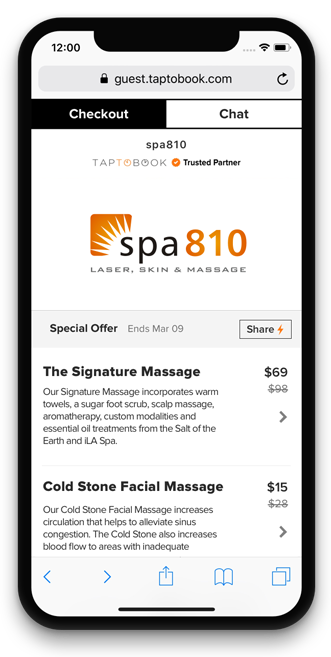 12:00
guest.taptobook.com
Checkout Chat
spa810
TAPTOBOOK Trusted Partner
spa 810
LASER, SKIN & MASSAGE
Special Offer Ends Mar 09 Share
The Signature Massage $69
$98
Our Signature Massage incorporates warm
towels, a sugar foot scrub, scalp massage,
aromatherapy, custom modalities and
essential oil treatments from the Salt of the
Earth and iLA Spa.
Cold Stone Facial Massage $15
$28
Our Cold Stone Facial Massage increases
circulation that helps to alleviate sinus
congestion. The Cold Stone also increases
blood flow to areas with inadequate